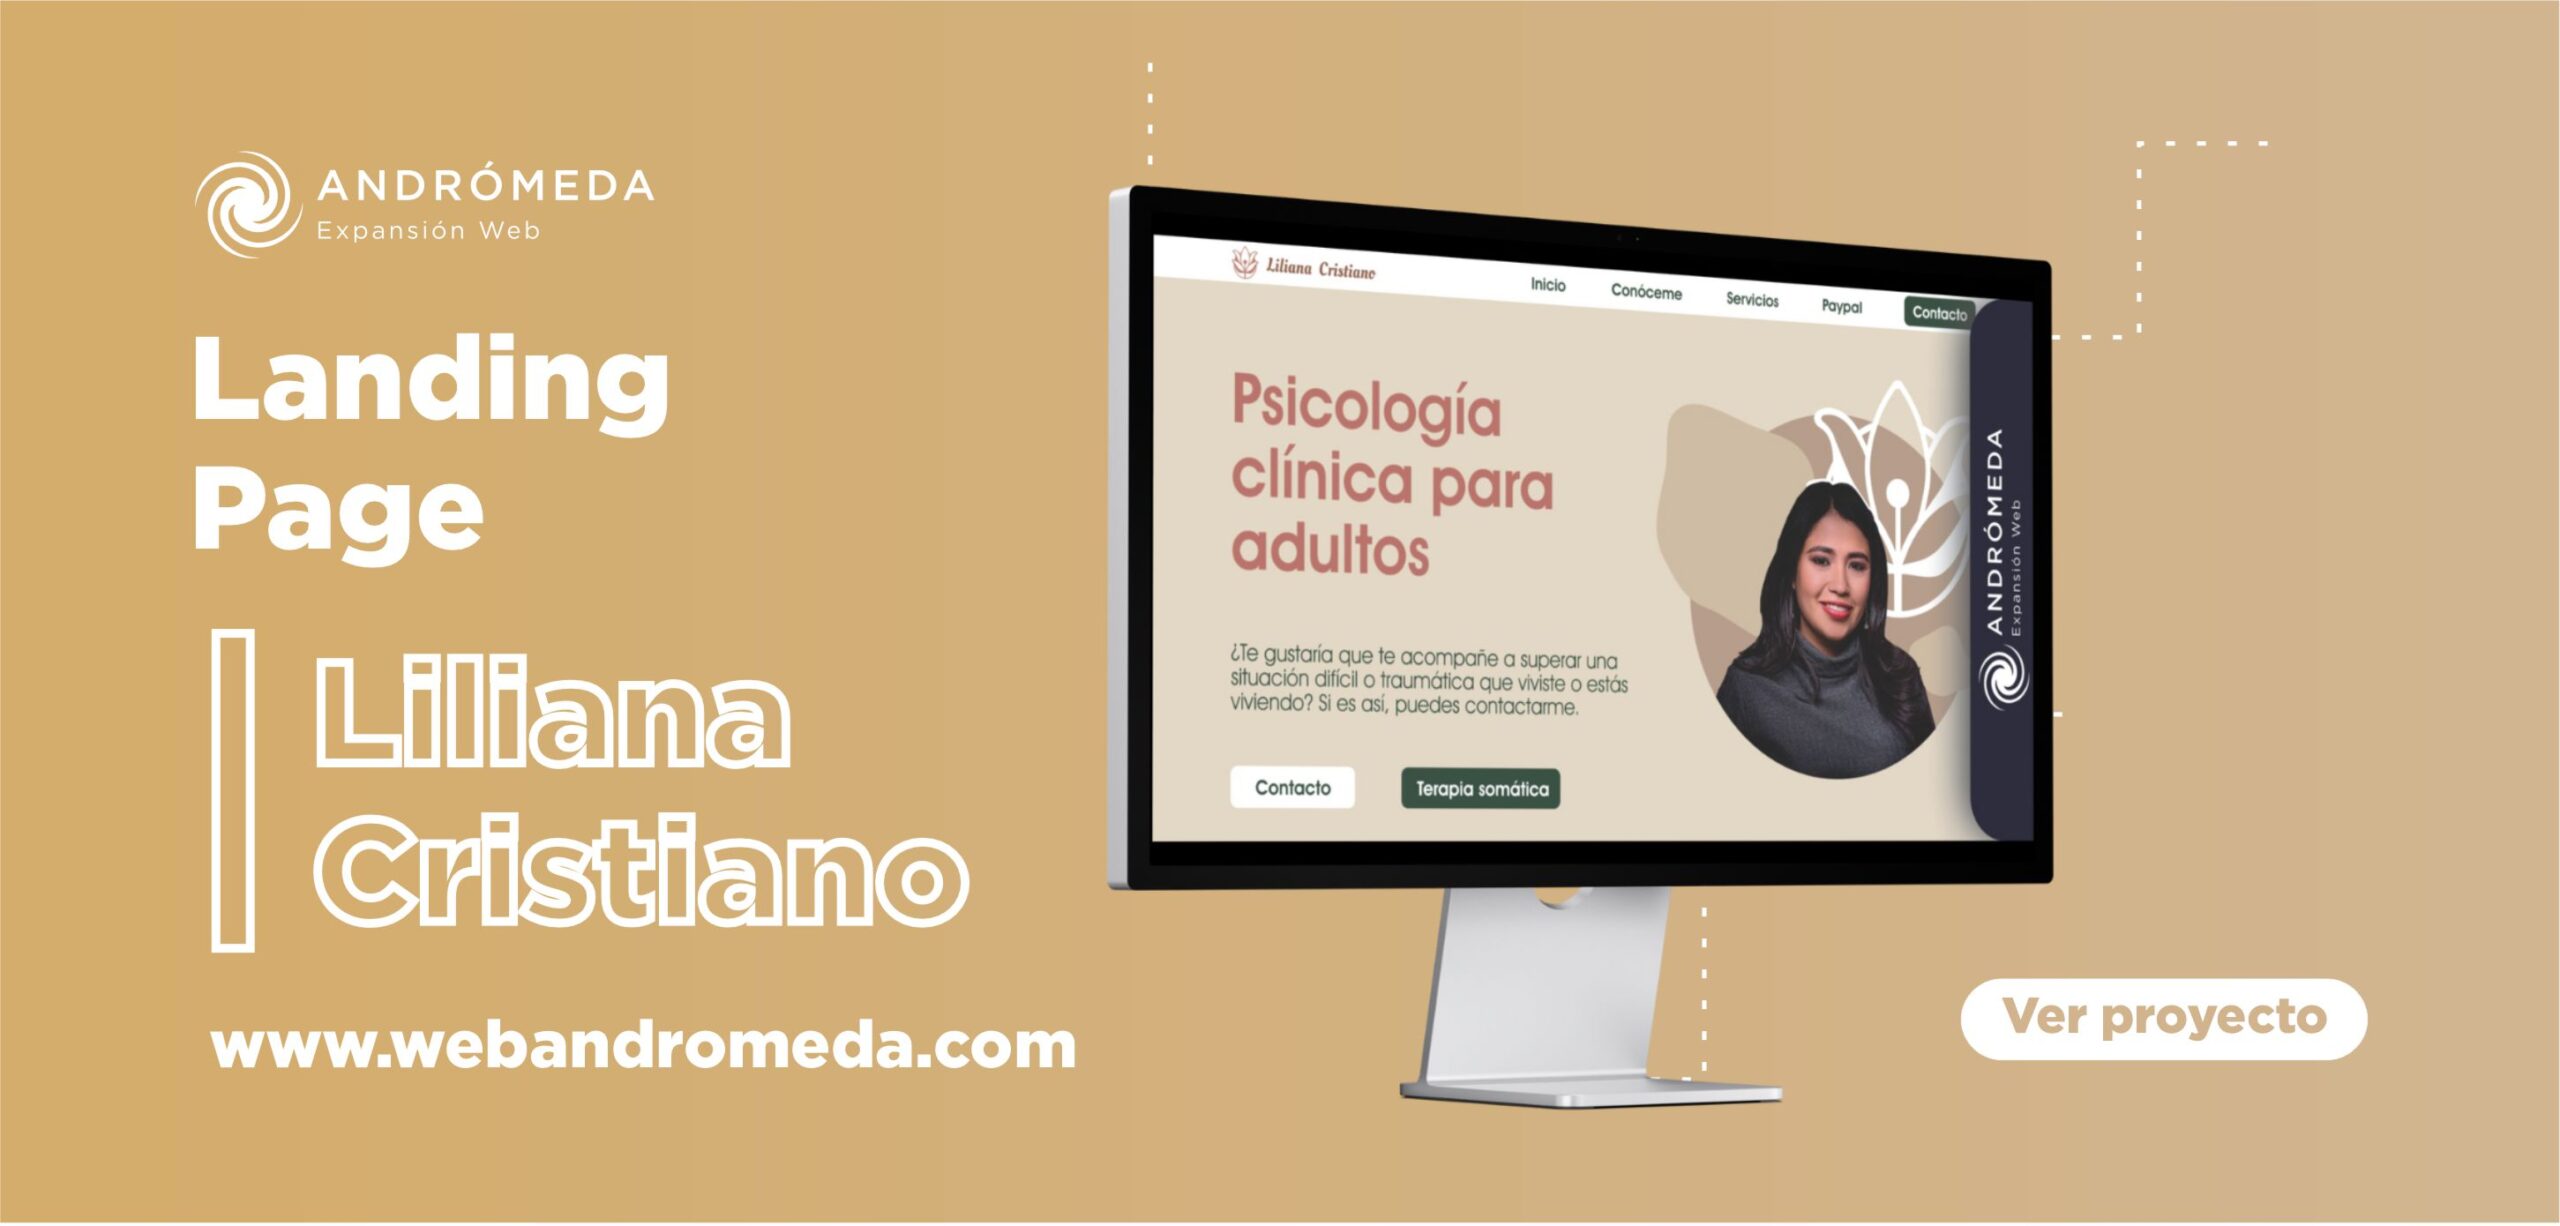 ANDRÓMEDA
Expansión Web
Landing
Page
Liliana
Cristiano
www.webandromeda.com
Liliana Cristiano
Inicio
Conóceme
Servicios
Paypal
Contacto
Psicología
clínica para
adultos
¿Te gustaría que te acompañe a superar una
situación difícil o traumática que viviste o estás
viviendo? Si es así, puedes contactarme.
Contacto
Terapia somática
ANDRÓMEDA
Expansión Web
Ver proyecto